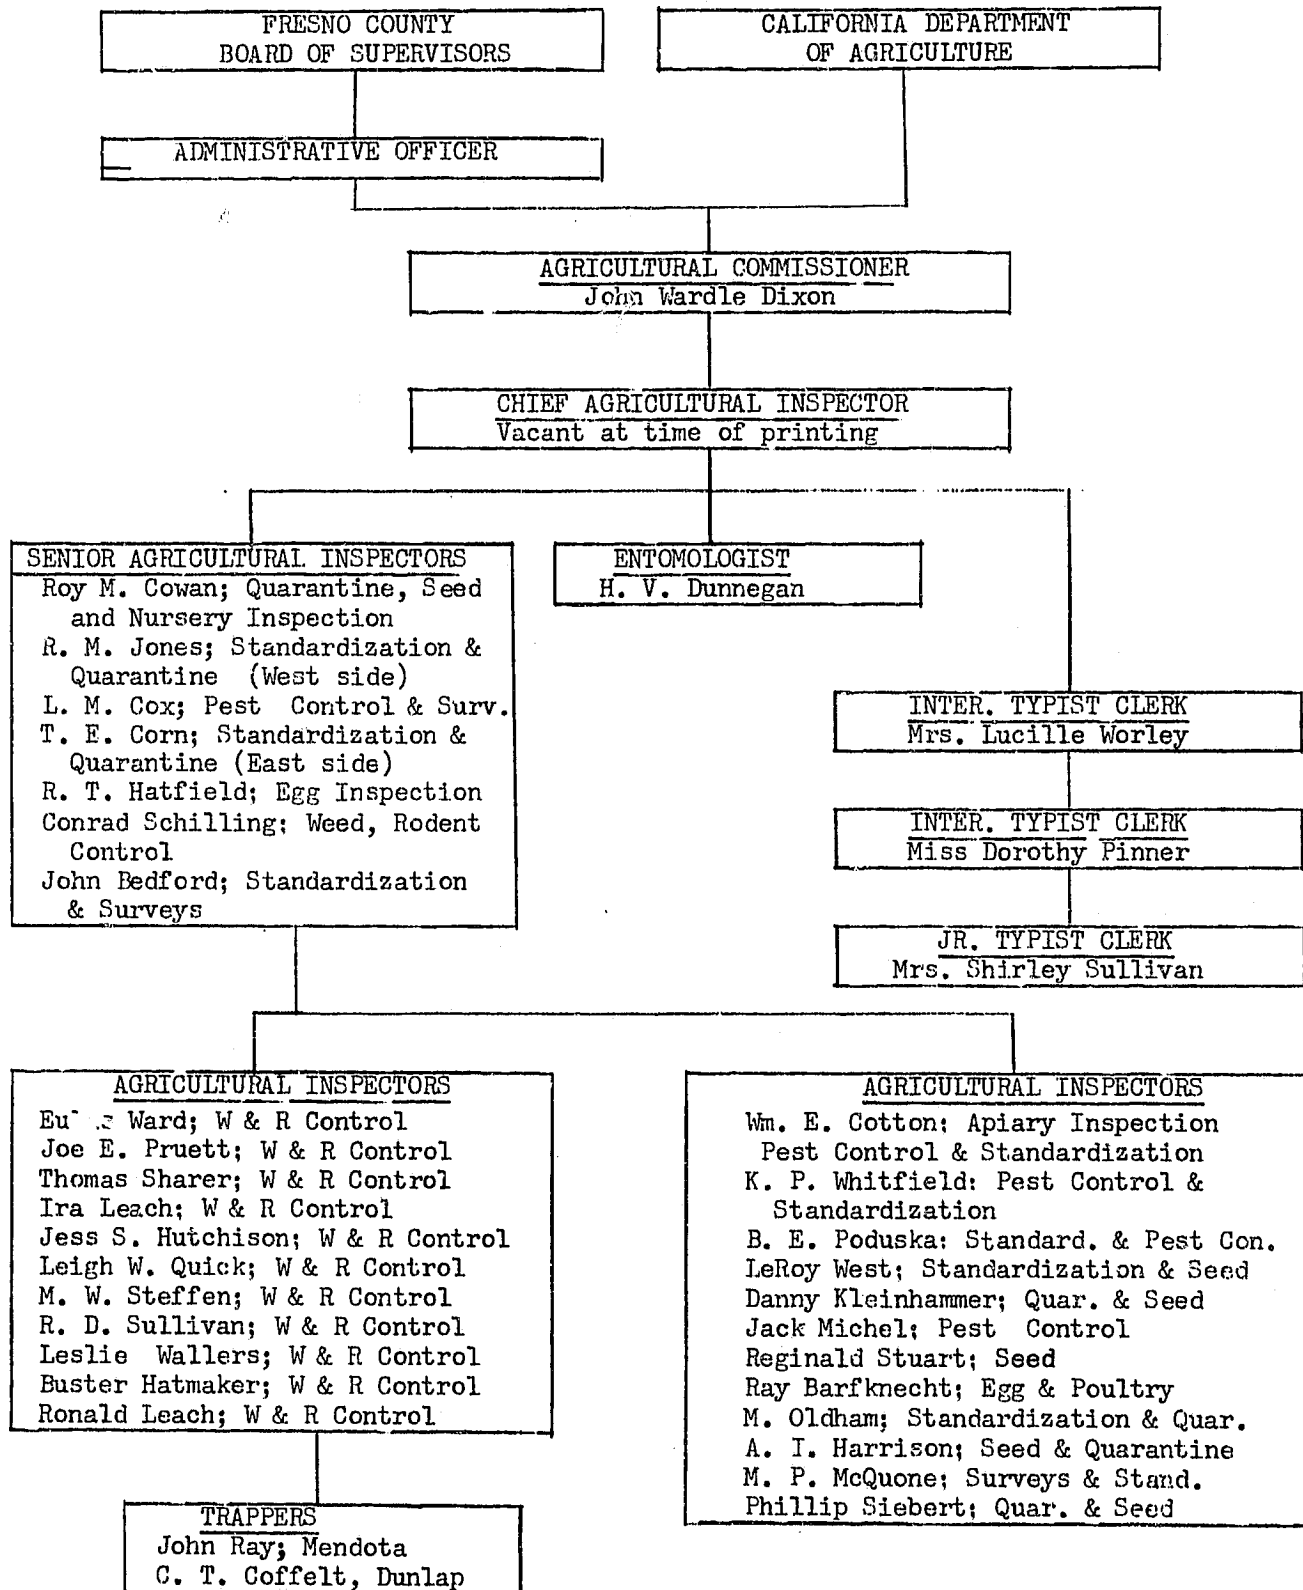 FRESNO COUNTY
BOARD OF SUPERVISORS
CALIFORNIA DEPARTMENT
OF AGRICULTURE
ADMINISTRATIVE OFFICER
AGRICULTURAL COMMISSIONER
John Wardle Dixon
CHIEF AGRICULTURAL INSPECTOR
Vacant at time of printing
SENIOR AGRICULTURAL INSPECTORS
Roy M. Cowan; Quarantine, Seed
and Nursery Inspection
R. M. Jones; Standardization &
Quarantine (West side)
L. M. Cox; Pest Control & Surv.
T. E. Corn; Standardization &
Quarantine (East side)
R. T. Hatfield; Egg Inspection
Conrad Schilling; Weed, Rodent
Control
John Bedford; Standardization
& Surveys
ENTOMOLOGIST
H. V. Dunnegan
INTER. TYPIST CLERK
Mrs. Lucille Worley
INTER. TYPIST CLERK
Miss Dorothy Pinner
JR. TYPIST CLERK
Mrs. Shirley Sullivan
AGRICULTURAL INSPECTORS
Ward; W & R Control
Joe E. Pruett; W & R Control
Thomas Sharer; W & R Control
Ira Leach; W & R Control
Jess S. Hutchison; W & R Control
Leigh W. Quick; W & R Control
M. W. Steffen; W & R Control
R. D. Sullivan; W & R Control
Leslie Wallers; W & R Control
Buster Hatmaker; W & R Control
Ronald Leach; W & R Control
TRAPPERS
John Ray; Mendota
C. T. Coffelt, Dunlap
AGRICULTURAL INSPECTORS
Wm. E. Cotton; Apiary Inspection
Pest Control & Standardization
K. P. Whitfield: Pest Control &
Standardization
B. E. Poduska: Standard. & Pest Con.
LeRoy West; Standardization & Seed
Danny Kleinhammer; Quar. & Seed
Jack Michel; Pest Control
Reginald Stuart; Seed
Ray Barfknecht; Egg & Poultry
M. Oldham; Standardization & Quar.
A. I. Harrison; Seed & Quarantine
M. P. McQuone; Surveys & Stand.
Phillip Siebert; Quar. & Seed